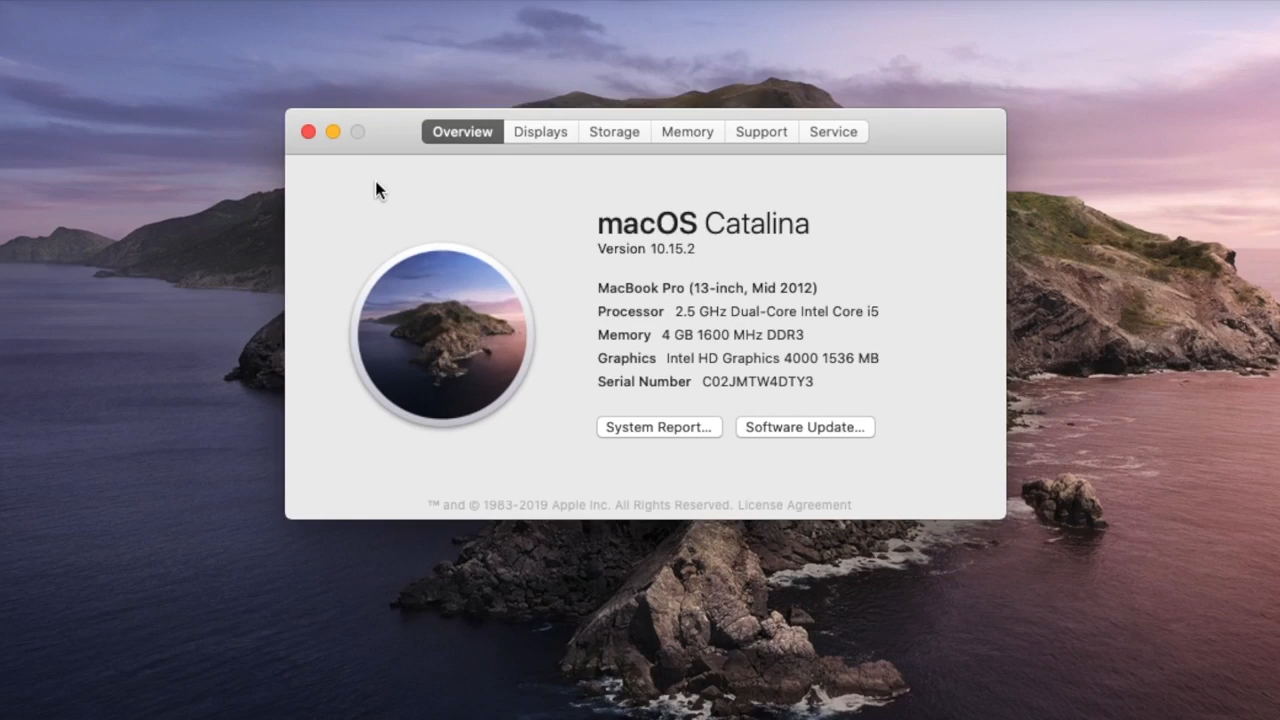 Overview Displays Storage Memory Support Service
macOS Catalina
Version 10.15.2
MacBook Pro (13-inch, Mid 2012)
Processor 2.5 GHz Dual-Core Intel Core i5
Memory 4 GB 1600 MHz DDR3
Graphics Intel HD Graphics 4000 1536 MB
Serial Number C02JMTW4DTY3
System Report... Software Update...
™ and © 1983-2019 Apple Inc. All Rights Reserved. License Agreement